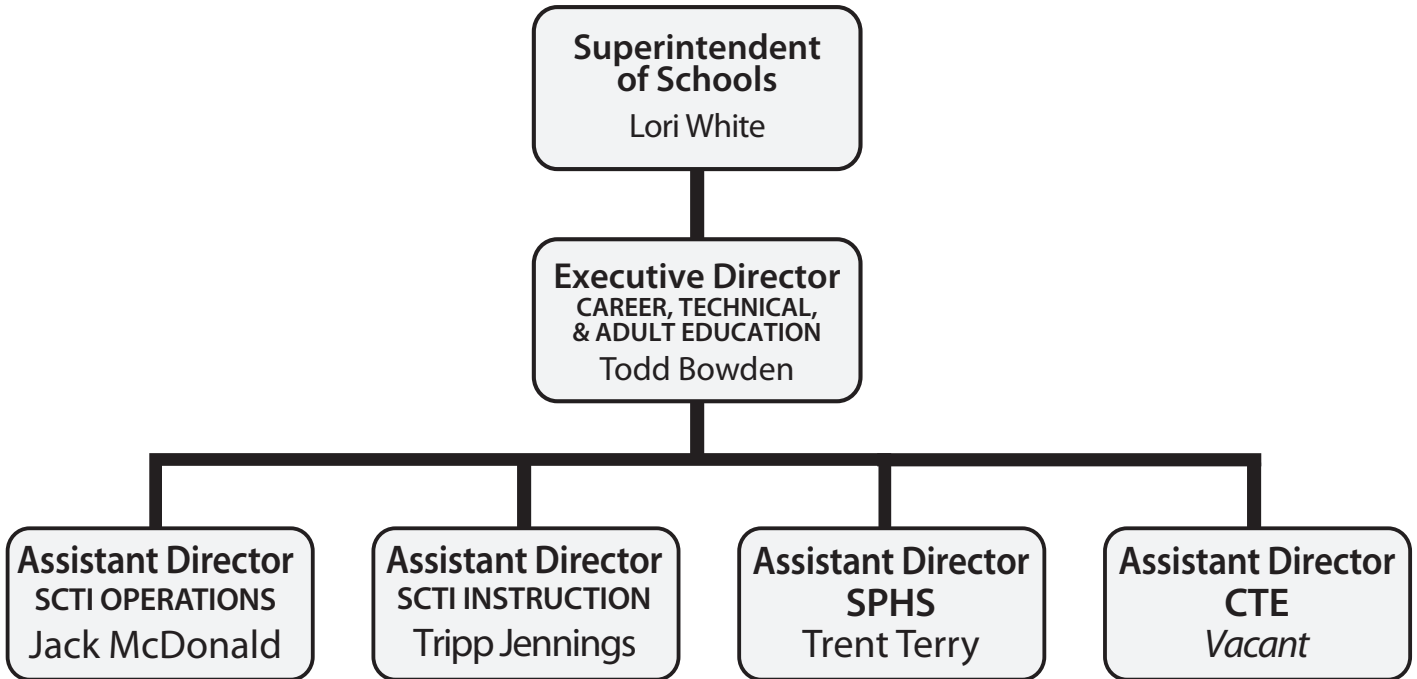 Superintendent
of Schools
Lori White
Executive Director
CAREER, TECHNICAL,
& ADULT EDUCATION
Todd Bowden
Assistant Director
SCTI OPERATIONS
Jack McDonald
Assistant Director
SCTI INSTRUCTION
Tripp Jennings
Assistant Director
SPHS
Trent Terry
Assistant Director
CTE
Vacant